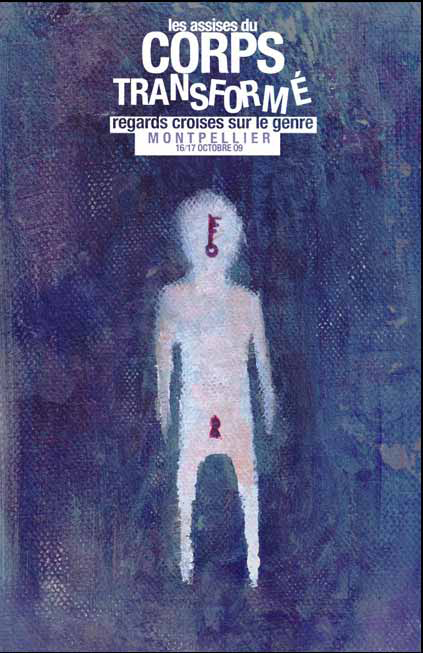 les assises du
CORPS
TRANSFORMÉ
regards croisés sur le genre
MONTPELLIER
16/17 OCTOBRE 09